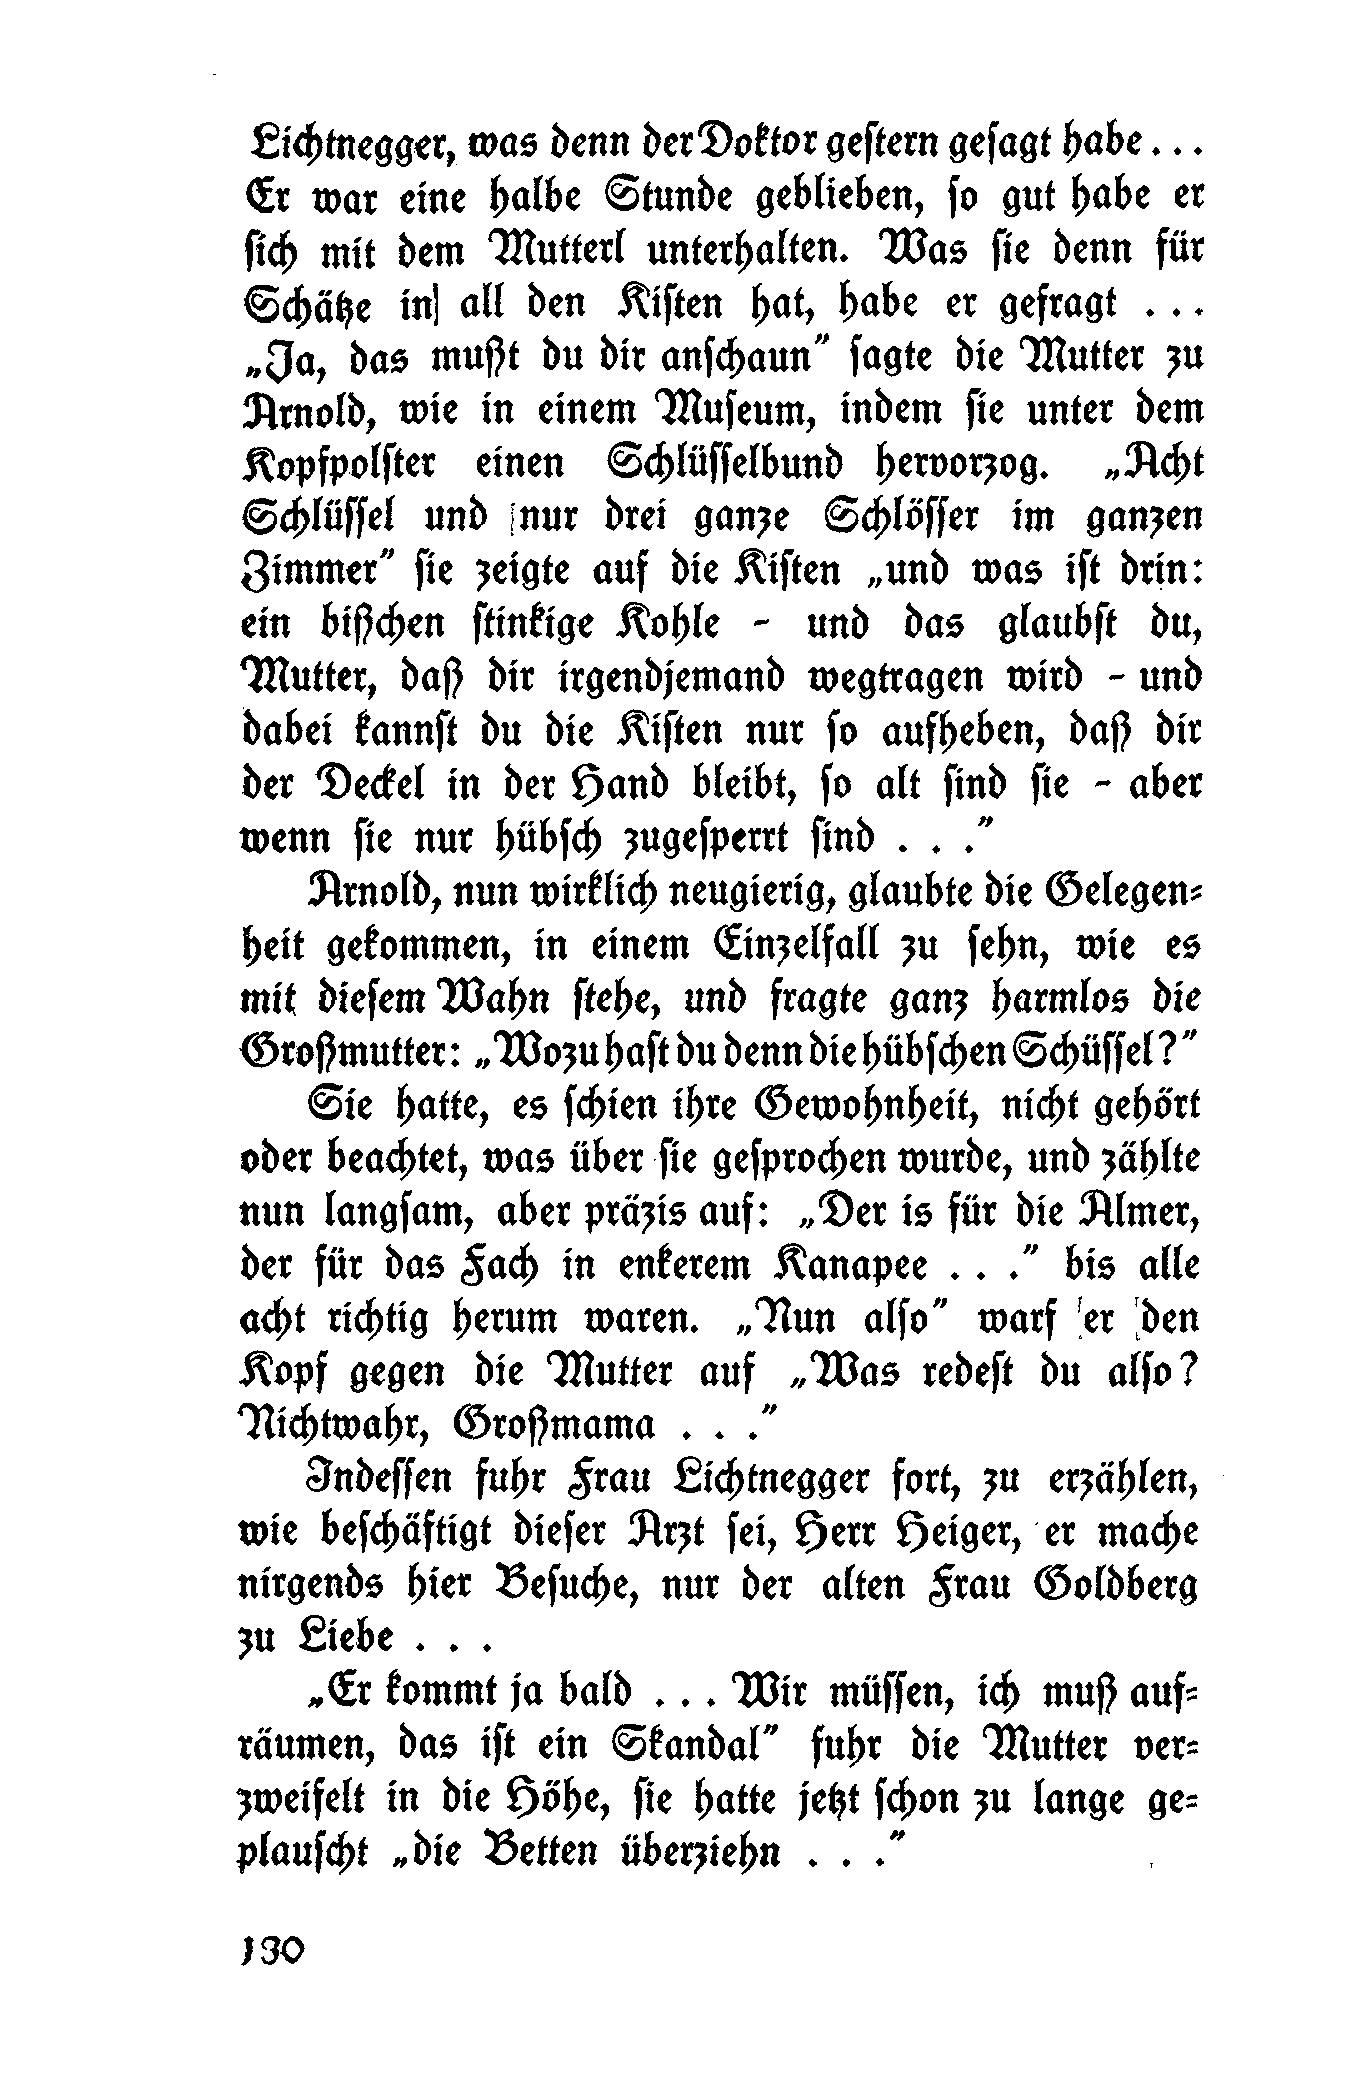 Lichtnegger, was denn der Doktor gestern gesagt habe...
Er war eine halbe Stunde geblieben, so gut habe er
sich mit dem Mutterl unterhalten. Was sie denn für
Schätze in all den Kisten hat, habe er gefragt ...
„Ja, das mußt du dir anschaun" sagte die Mutter zu
Arnold, wie in einem Museum, indem sie unter dem
Kopfpolster einen Schlüsselbund hervorzog. „Acht
Schlüssel und nur drei ganze Schlösser im ganzen
Zimmer" sie zeigte auf die Kisten „und was ist drin:
ein bißchen stinkige Kohle - und das glaubst du,
Mutter, daß dir irgendjemand wegtragen wird - und
dabei kannst du die Kisten nur so aufheben, daß dir
der Deckel in der Hand bleibt, so alt sind sie - aber
wenn sie nur hübsch zugesperrt sind . . ."
Arnold, nun wirklich neugierig, glaubte die Gelegen-
heit gekommen, in einem Einzelfall zu sehn, wie es
mit diesem Wahn stehe, und fragte ganz harmlos die
Großmutter: „Wozu hast du denn die hübschen Schüssel?"
Sie hatte, es schien ihre Gewohnheit, nicht gehört
oder beachtet, was über sie gesprochen wurde, und zählte
nun langsam, aber präzis auf: „Der is für die Almer,
der für das Fach in enkerem Kanapee . . ." bis alle
acht richtig herum waren. „Nun also" warf er den
Kopf gegen die Mutter auf „Was redest du also?
Nichtwahr, Großmama . . ."
Indessen fuhr Frau Lichtnegger fort, zu erzählen,
wie beschäftigt dieser Arzt sei, Herr Heiger, er mache
nirgends hier Besuche, nur der alten Frau Goldberg
zu Liebe . . .
„Er kommt ja bald ... Wir müssen, ich muß auf-
räumen, das ist ein Skandal" fuhr die Mutter ver-
zweifelt in die Höhe, sie hatte jetzt schon zu lange ge-
plauscht „die Betten überziehn . . ."
130